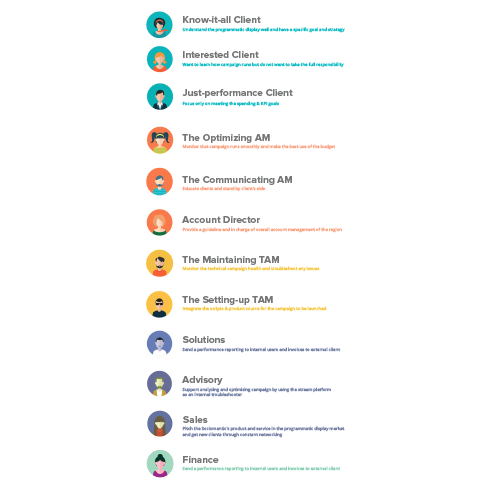 Know-it-all Client
Understand the programmatic display well and have a specific goal and strategy
Interested Client
Want to learn how campaign runs but do not want to take the full responsibility
Just-performance Client
Focus only on meeting the spending & KPI goals
The Optimizing AM
Monitor that campaign runs smoothly and make the best use of the budget
The Communicating AM
Educate clients and stand by client's side
Account Director
Provide a guideline and in charge of overall account management of the region
The Maintaining TAM
Monitor the technical campaign health and troubleshoot any issues
The Setting-up TAM
Integrate the scripts & product source for the campaign to be launched
Solutions
Send a performance reporting to internal users and invoices to external client
Advisory
Support analyzing and optimizing campaign by using the stream platform
as an internal troubleshooter
Sales
Pitch the Sociomantic's product and service in the programmatic display market
and get new clients through constant networking
Finance
Send a performance reporting to internal users and invoices to external client